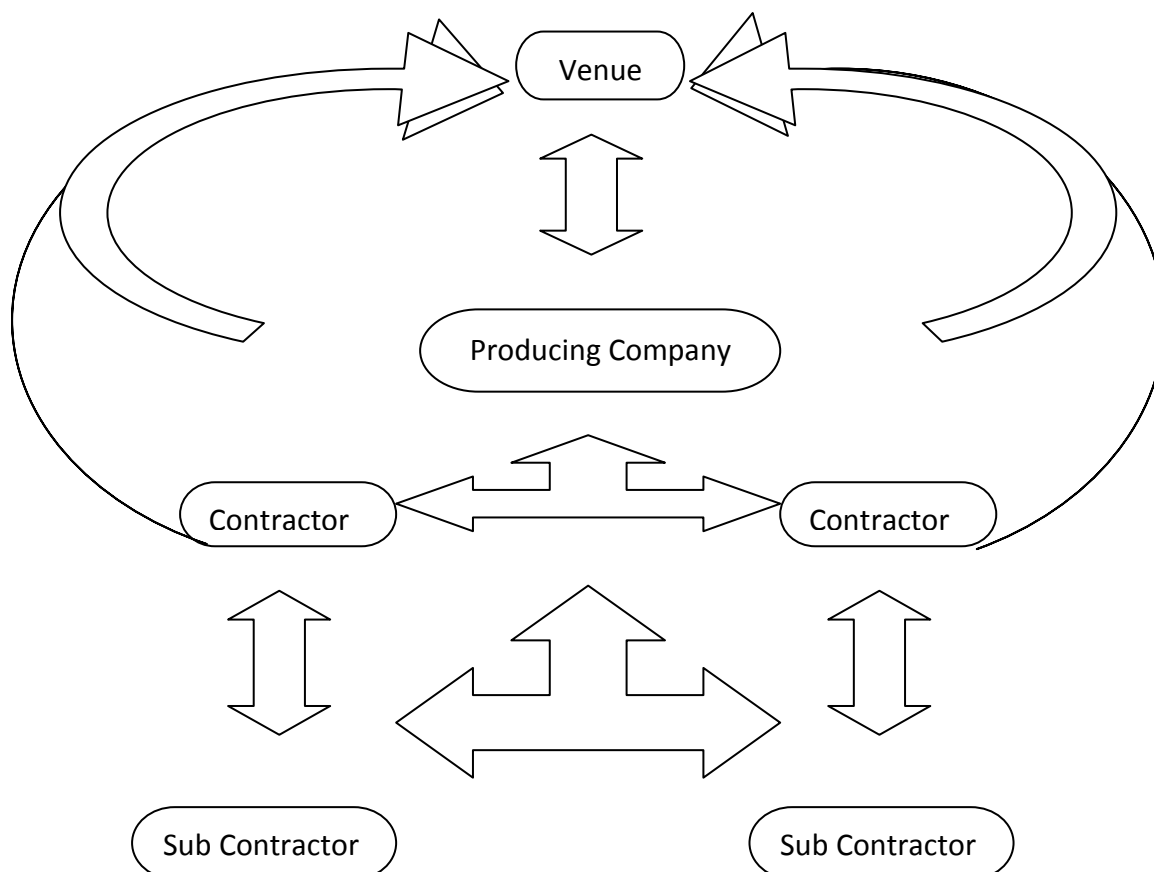 Venue
Producing Company
Contractor
Contractor
Sub Contractor
Sub Contractor